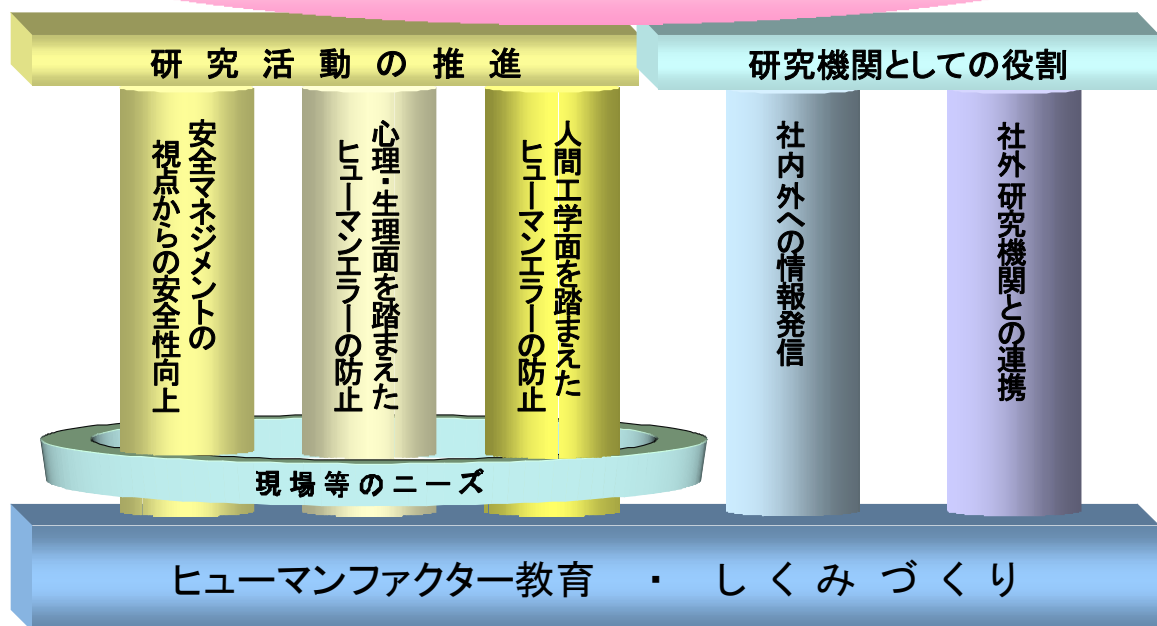 研究活動の推進
研究機関としての役割
安全マネジメントの
視点からの安全性向上
心理・生理面を踏まえた
ヒューマンエラーの防止
人間工学面を踏まえた
ヒューマンエラーの防止
社内外への情報発信
社外研究機関との連携
現場等のニーズ
ヒューマンファクター教育　・　しくみづくり